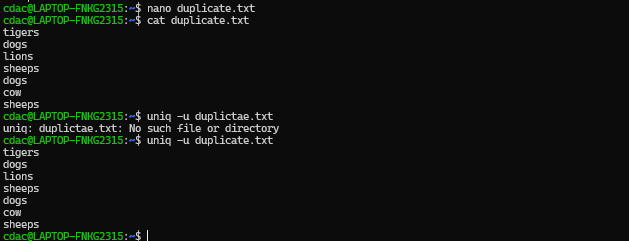 cdac@LAPTOP-FNKG2315:~$ nano duplicate.txt
cdac@LAPTOP-FNKG2315:~$ cat duplicate.txt
tigers
dogs
lions
sheeps
dogs
cow
sheeps
cdac@LAPTOP-FNKG2315:~$ uniq -u duplictae.txt
uniq: duplictae.txt: No such file or directory
cdac@LAPTOP-FNKG2315:~$ uniq -u duplicate.txt
tigers
dogs
lions
sheeps
dogs
cow
sheeps
cdac@LAPTOP-FNKG2315:~$